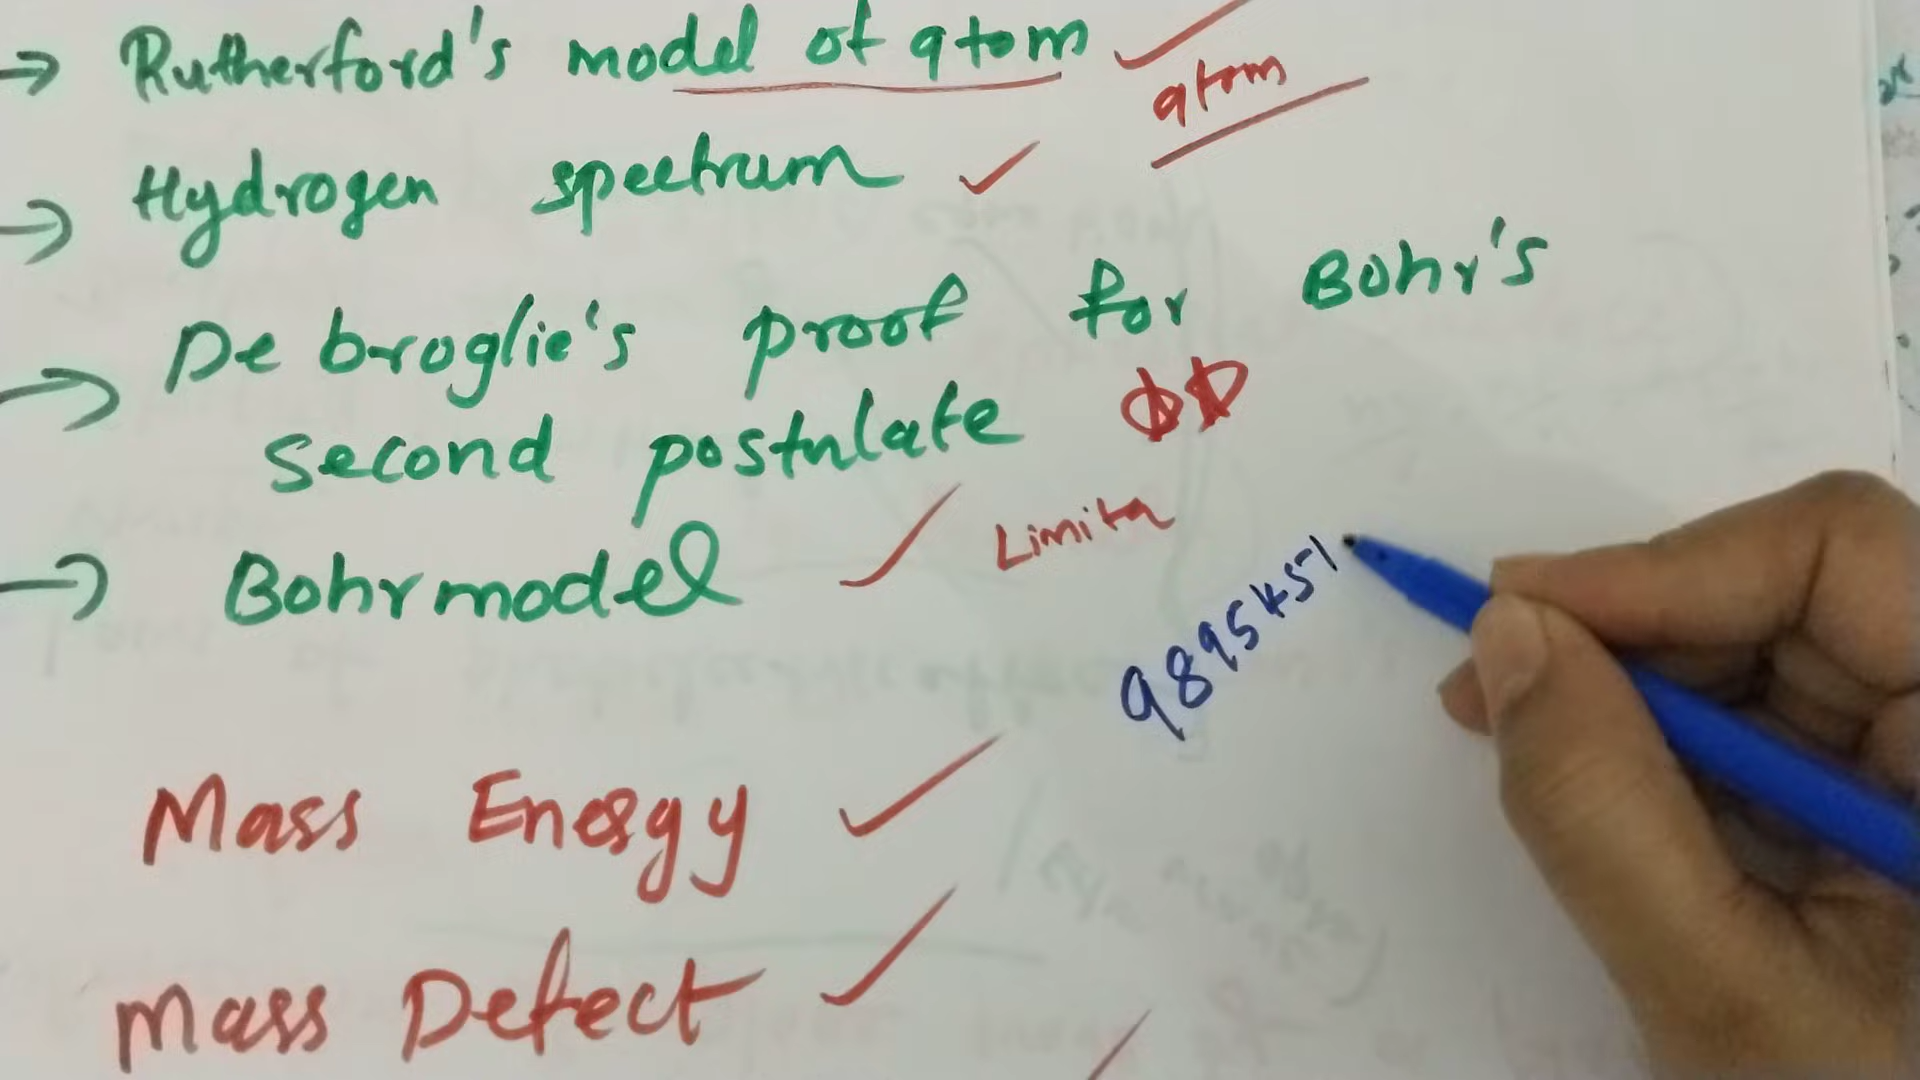 → Rutherford's model of atom
atom
→ Hydrogen spectrum
→ De broglie's proof for Bohr's
second postulate
→ Bohr model
Limita
Mass Energy
Mass Defect